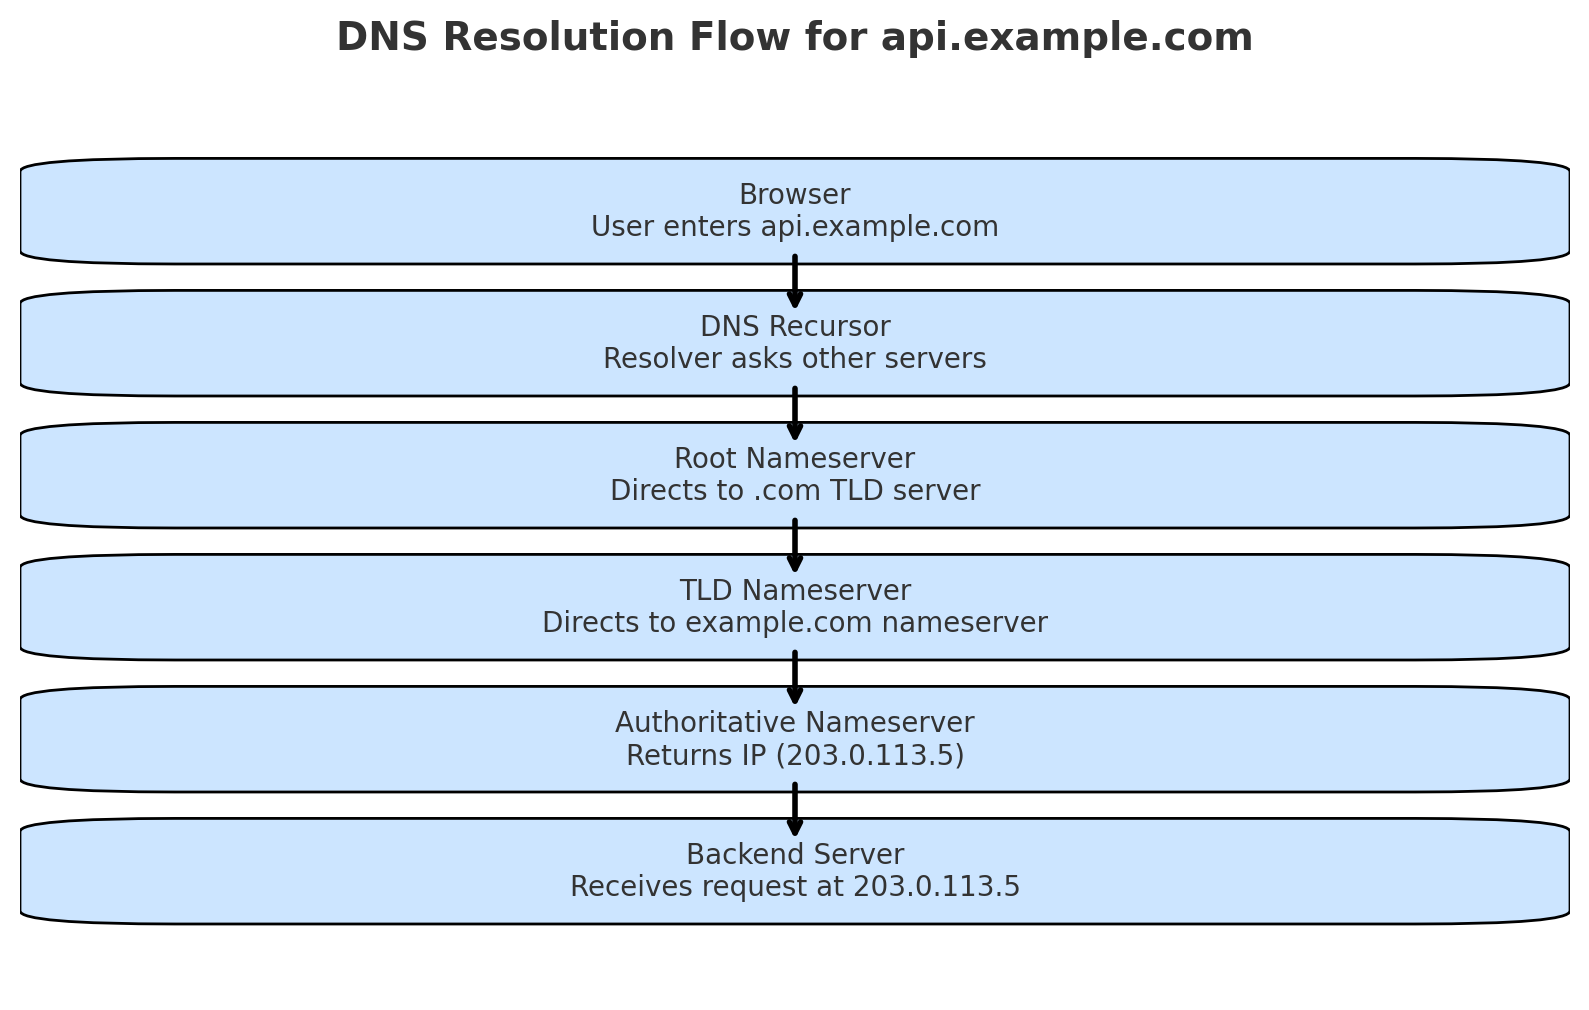 DNS Resolution Flow for api.example.com
Browser
User enters api.example.com
DNS Recursor
Resolver asks other servers
Root Nameserver
Directs to .com TLD server
TLD Nameserver
Directs to example.com nameserver
Authoritative Nameserver
Returns IP (203.0.113.5)
Backend Server
Receives request at 203.0.113.5